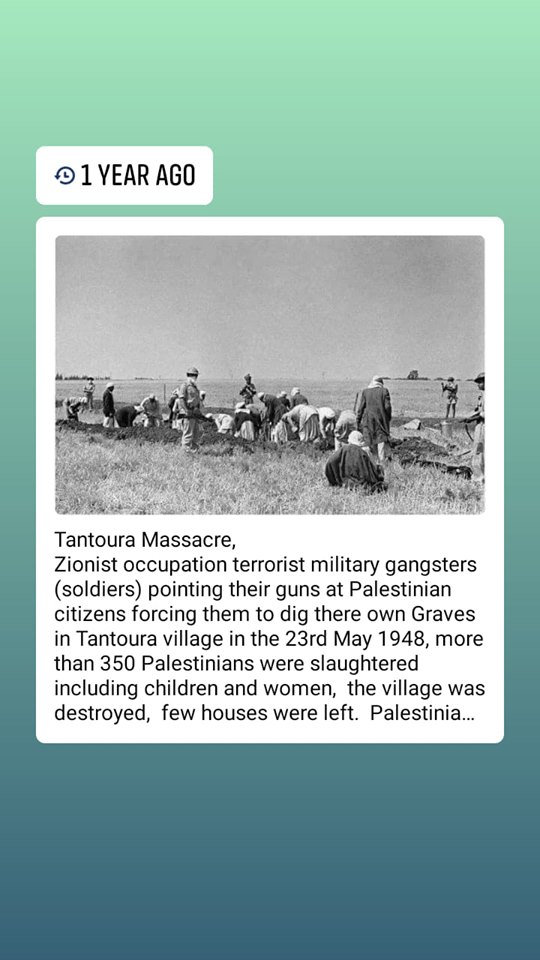 1 YEAR AGO
Tantoura Massacre,
Zionist occupation terrorist military gangsters
(soldiers) pointing their guns at Palestinian
citizens forcing them to dig there own Graves
in Tantoura village in the 23rd May 1948, more
than 350 Palestinians were slaughtered
including children and women,  the village was
destroyed,  few houses were left.  Palestinia...